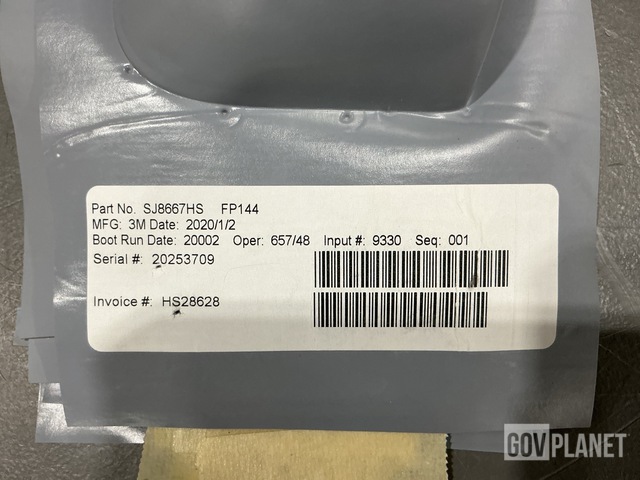 Part No. SJ8667HS FP144
MFG: 3M Date: 2020/1/2
Boot Run Date: 20002 Oper: 657/48 Input #: 9330 Seq: 001
Serial #: 20253709
Invoice #: HS28628
GOVPLANET